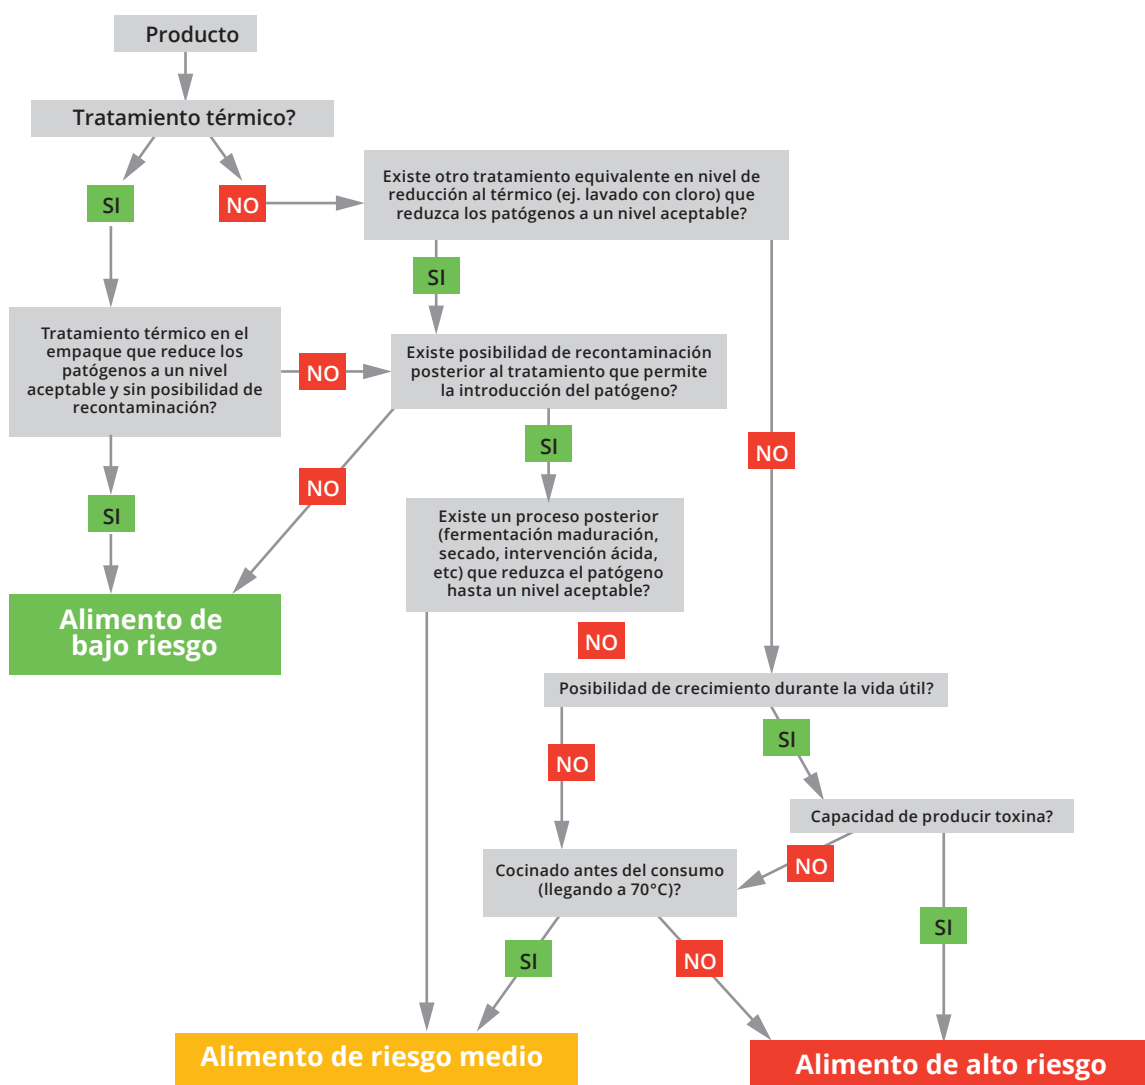 Producto
Tratamiento térmico?
SI
NO
Existe otro tratamiento equivalente en nivel de
reducción al térmico (ej. lavado con cloro) que
reduzca los patógenos a un nivel aceptable?
SI
Tratamiento térmico en el
empaque que reduce los
patógenos a un nivel
aceptable y sin posibilidad de
recontaminación?
NO
Existe posibilidad de recontaminación
posterior al tratamiento que permite
la introducción del patógeno?
SI
NO
NO
SI
Existe un proceso posterior
(fermentación maduración,
secado, intervención ácida,
etc) que reduzca el patógeno
hasta un nivel aceptable?
Alimento de
bajo riesgo
NO
Posibilidad de crecimiento durante la vida útil?
SI
NO
Capacidad de producir toxina?
NO
Cocinado antes del consumo
(llegando a 70°C)?
SI
SI
NO
Alimento de riesgo medio
Alimento de alto riesgo